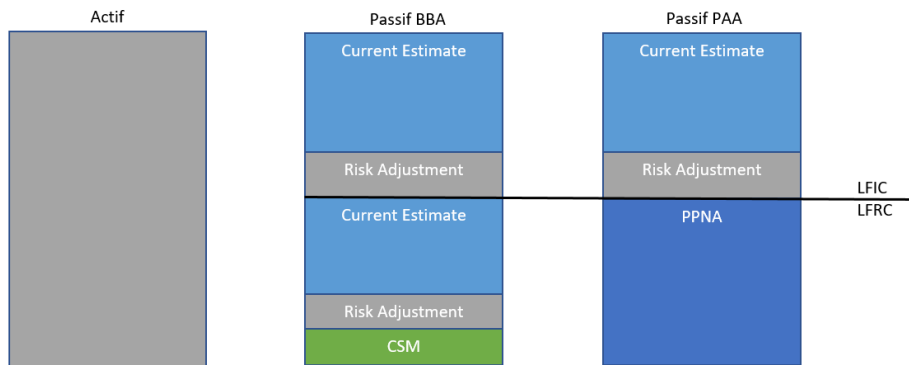 Actif
Passif BBA
Passif PAA
Current Estimate
Current Estimate
Risk Adjustment
Risk Adjustment
LFIC
LFRC
Current Estimate
PPNA
Risk Adjustment
CSM